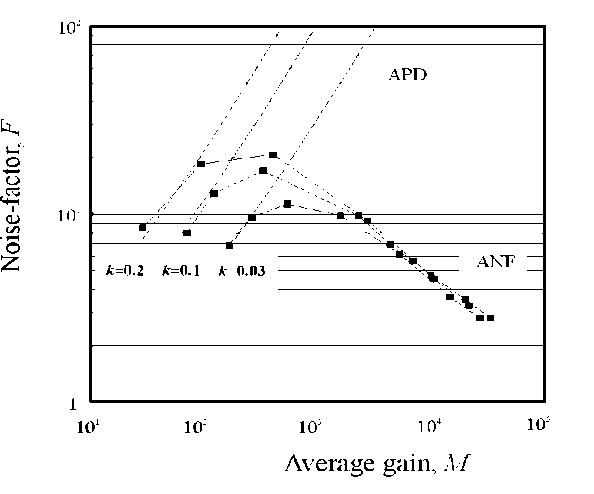 10²
APD
Noise-factor, F
10¹
k=0.2 k=0.1 k 0.03
ANF
1
10¹ 10² 10³ 10⁴ 10⁵
Average gain, M